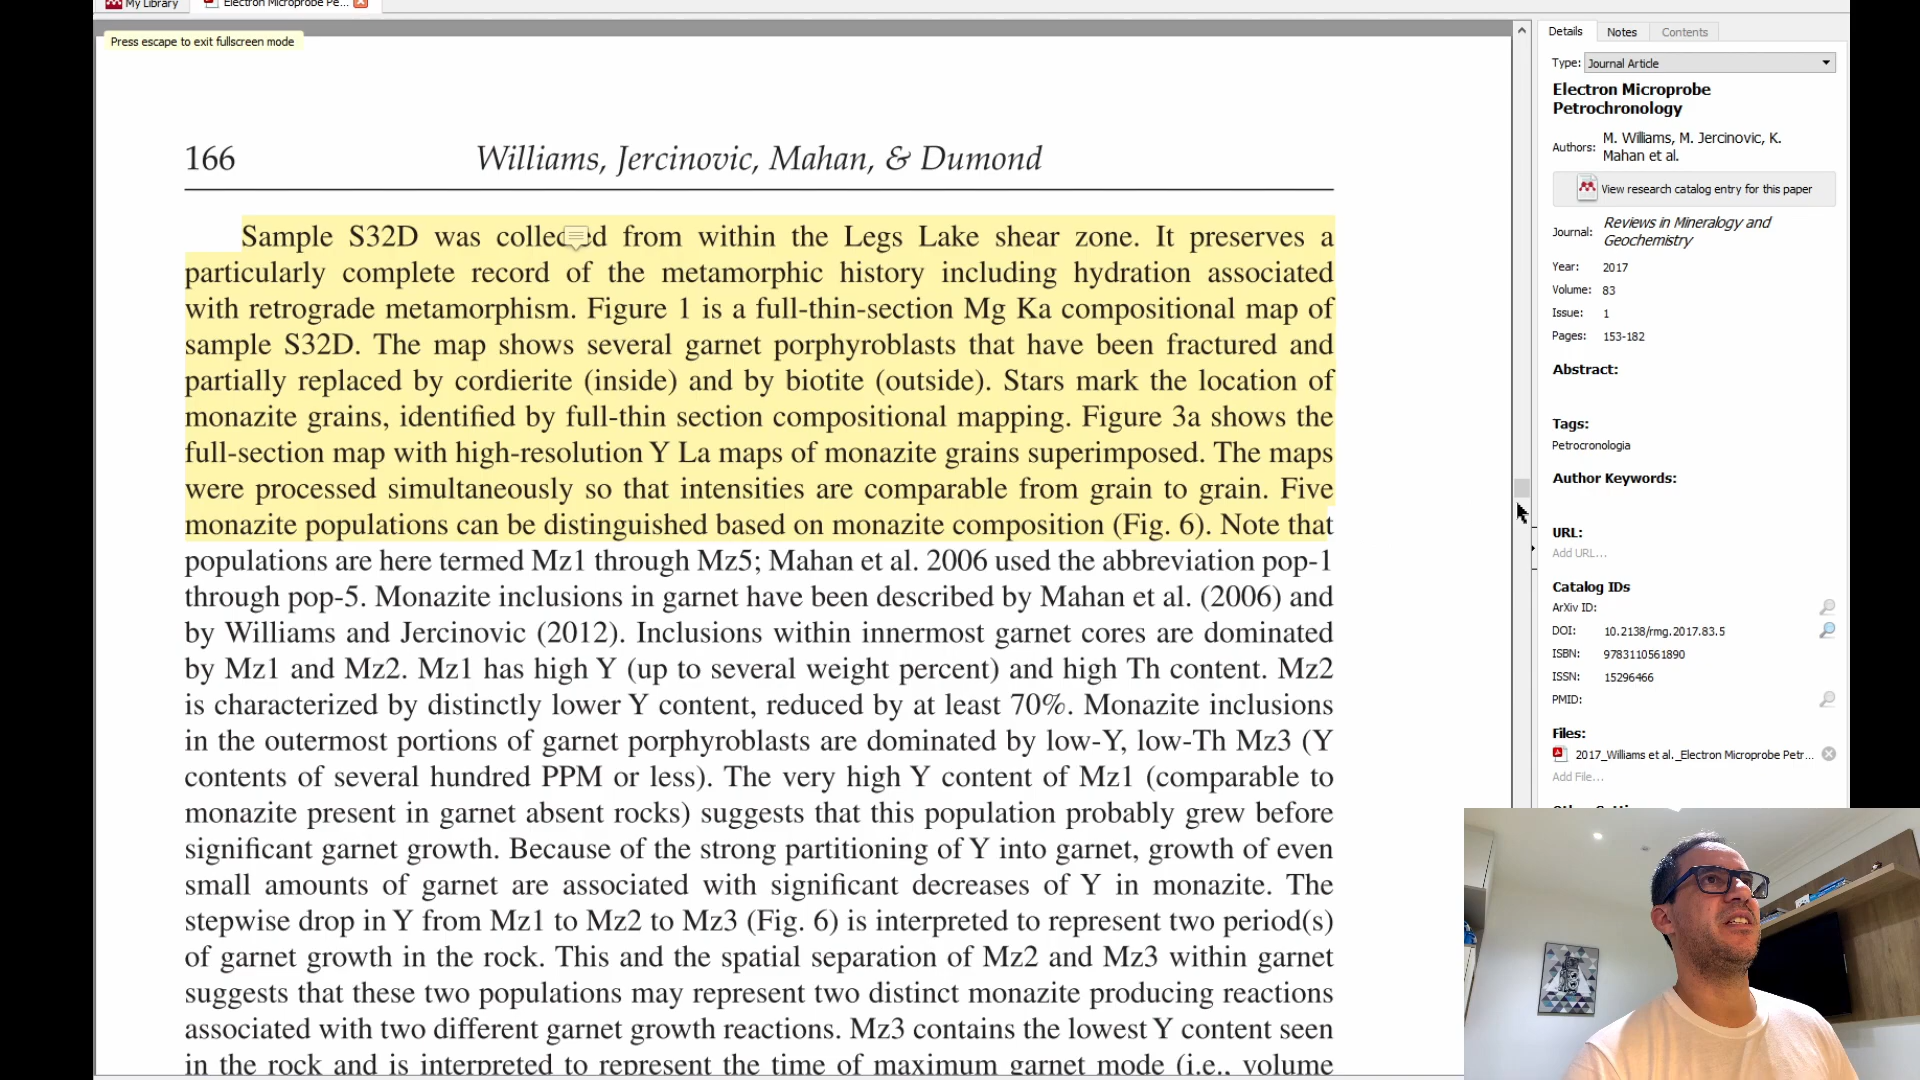 My Library
Electron Microprobe Pe...
Press escape to exit fullscreen mode
166
Williams, Jercinovic, Mahan, & Dumond
Sample S32D was collected from within the Legs Lake shear zone. It preserves a
particularly complete record of the metamorphic history including hydration associated
with retrograde metamorphism. Figure 1 is a full-thin-section Mg Ka compositional map of
sample S32D. The map shows several garnet porphyroblasts that have been fractured and
partially replaced by cordierite (inside) and by biotite (outside). Stars mark the location of
monazite grains, identified by full-thin section compositional mapping. Figure 3a shows the
full-section map with high-resolution Y La maps of monazite grains superimposed. The maps
were processed simultaneously so that intensities are comparable from grain to grain. Five
monazite populations can be distinguished based on monazite composition (Fig. 6). Note that
populations are here termed Mz1 through Mz5; Mahan et al. 2006 used the abbreviation pop-1
through pop-5. Monazite inclusions in garnet have been described by Mahan et al. (2006) and
by Williams and Jercinovic (2012). Inclusions within innermost garnet cores are dominated
by Mz1 and Mz2. Mz1 has high Y (up to several weight percent) and high Th content. Mz2
is characterized by distinctly lower Y content, reduced by at least 70%. Monazite inclusions
in the outermost portions of garnet porphyroblasts are dominated by low-Y, low-Th Mz3 (Y
contents of several hundred PPM or less). The very high Y content of Mz1 (comparable to
monazite present in garnet absent rocks) suggests that this population probably grew before
significant garnet growth. Because of the strong partitioning of Y into garnet, growth of even
small amounts of garnet are associated with significant decreases of Y in monazite. The
stepwise drop in Y from Mz1 to Mz2 to Mz3 (Fig. 6) is interpreted to represent two period(s)
of garnet growth in the rock. This and the spatial separation of Mz2 and Mz3 within garnet
suggests that these two populations may represent two distinct monazite producing reactions
associated with two different garnet growth reactions. Mz3 contains the lowest Y content seen
in the rock and is interpreted to represent the time of maximum garnet mode (i.e., volume
Details Notes Contents
Type: Journal Article
Electron Microprobe
Petrochronology
Authors: M. Williams, M. Jercinovic, K.
Mahan et al.
View research catalog entry for this paper
Journal: Reviews in Mineralogy and
Geochemistry
Year: 2017
Volume: 83
Issue: 1
Pages: 153-182
Abstract:
Tags:
Petrocronologia
Author Keywords:
URL:
Add URL...
Catalog IDs
ArXiv ID:
DOI: 10.2138/rmg.2017.83.5
ISBN: 9783110561890
ISSN: 15296466
PMID:
Files:
2017_Williams et al._Electron Microprobe Petr...
Add File...